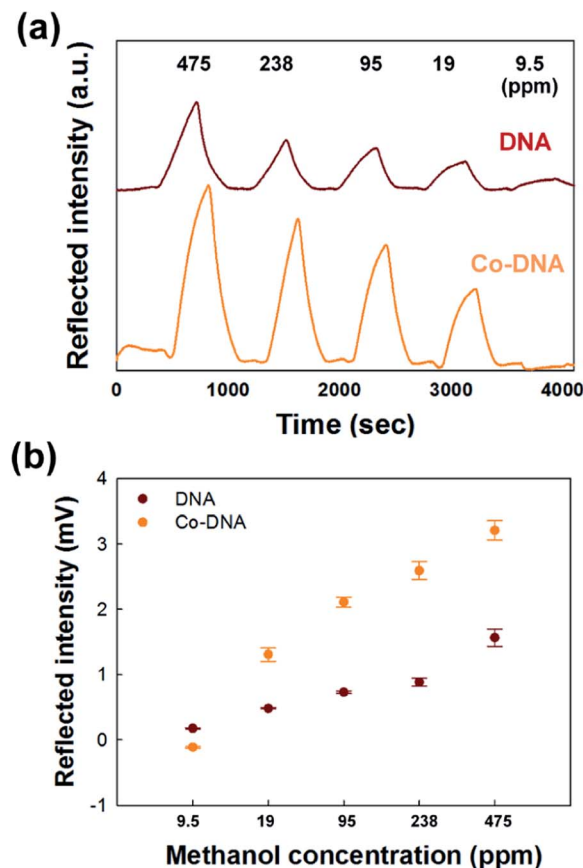 (a)
Reflected intensity (a.u.)
475 238 95 19 9.5
(ppm)
DNA
Co-DNA
0 1000 2000 3000 4000
Time (sec)
(b)
Reflected intensity (mV)
4
3
2
1
0
-1
DNA
Co-DNA
9.5 19 95 238 475
Methanol concentration (ppm)